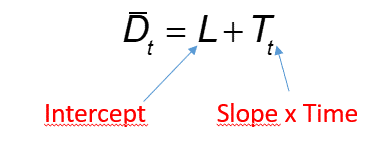 D̅ₜ = L + Tₜ
Intercept Slope x Time